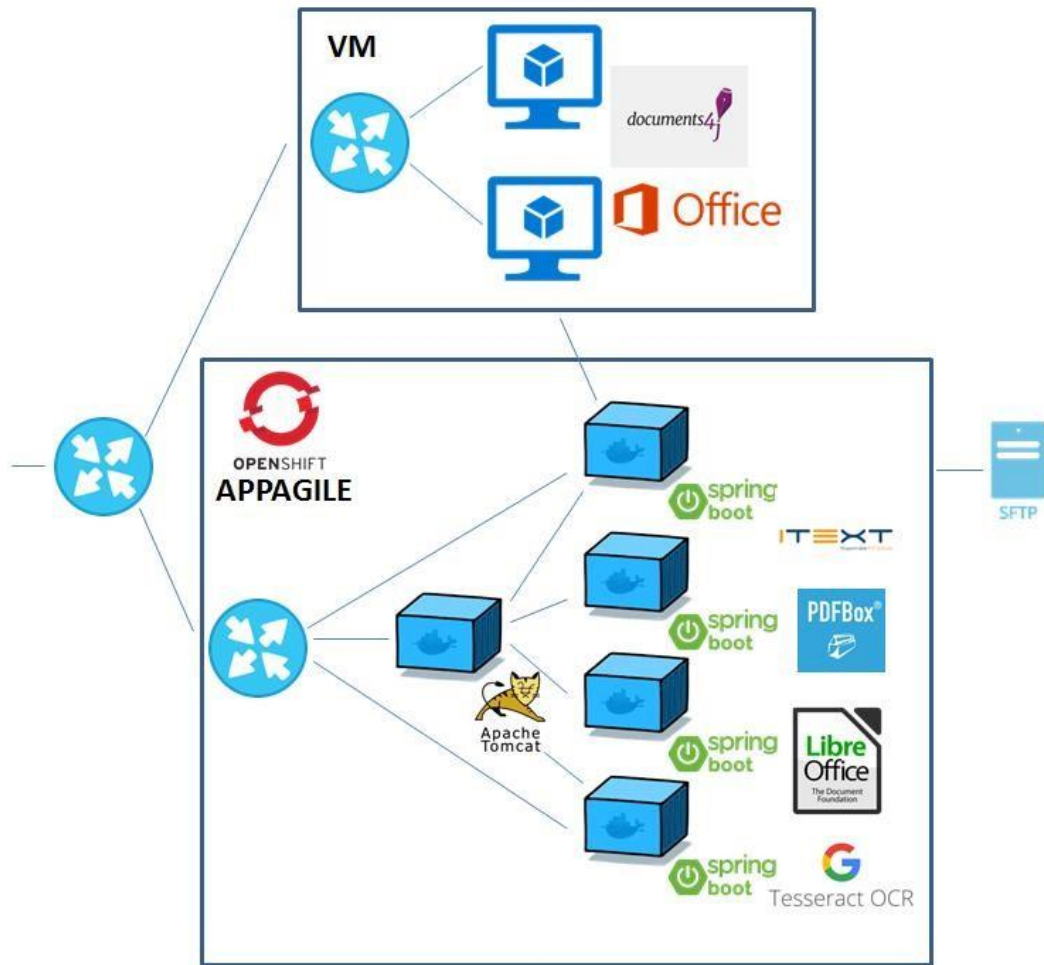 VM
documents4j
Office
OPENSHIFT
APPAGILE
spring
boot
SFTP
iTEXT
spring
boot
PDFBox®
Apache
Tomcat
spring
boot
Libre
Office
The Document
Foundation
spring
boot
G
Tesseract OCR